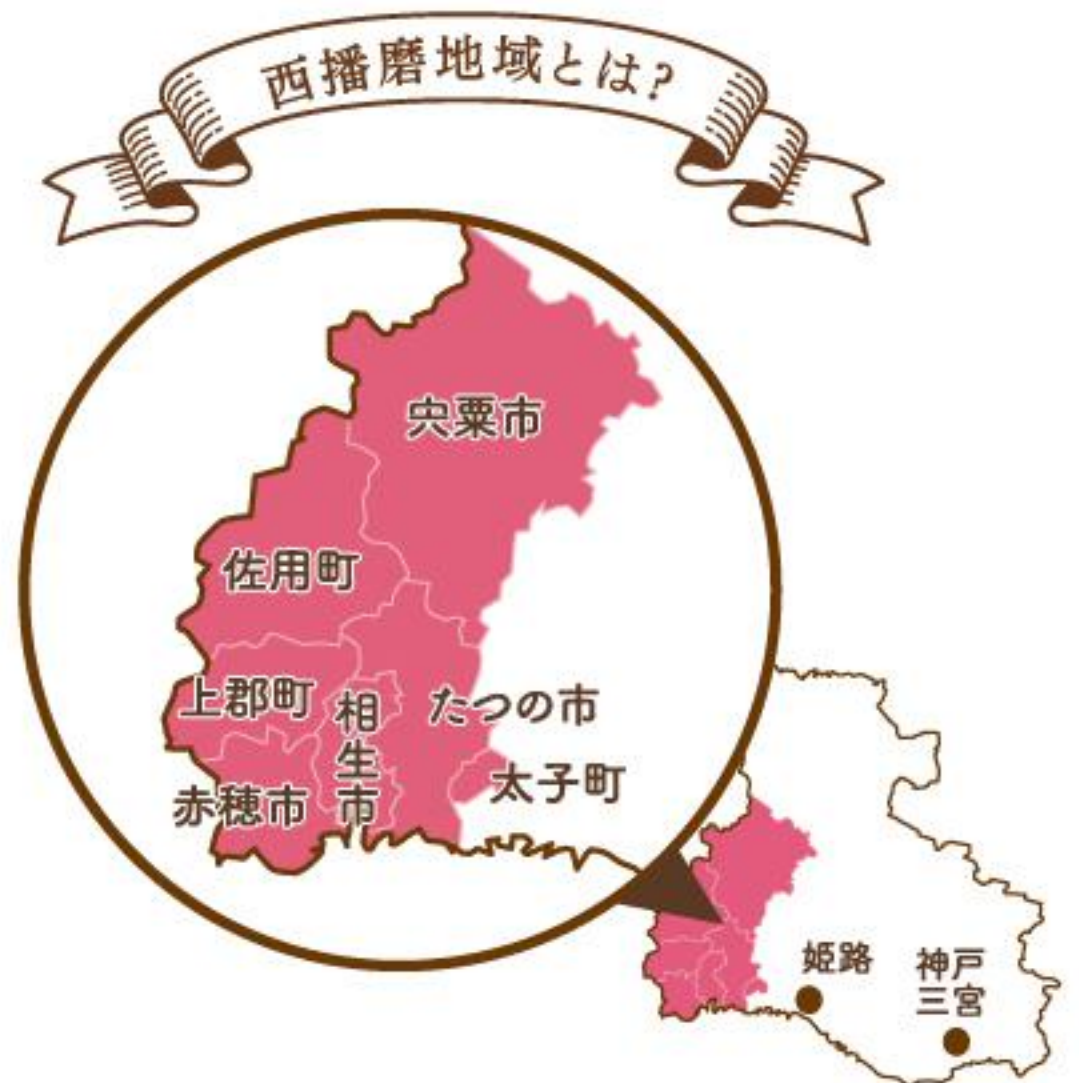 西播磨地域とは?
宍粟市
佐用町
上郡町
相生市
たつの市
太子町
赤穂市
姫路
神戸
三宮